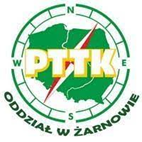 N
W PTTK E
S
ODDZIAŁ W ŻARNOWIE